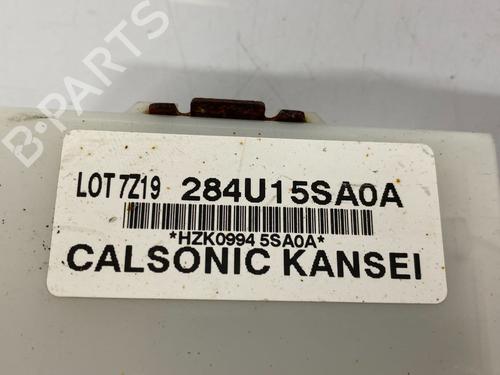 B-PARTS
LOT 7Z19 284U15SA0A
*HZK0994 5SA0A*
CALSONIC KANSEI